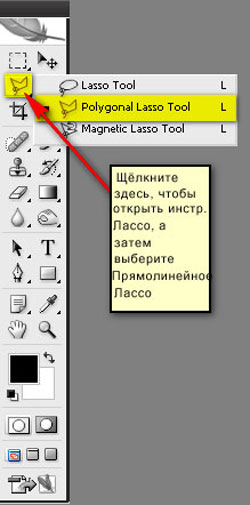 Lasso Tool L
Polygonal Lasso Tool L
Magnetic Lasso Tool L
Щёлкните
здесь, чтобы
открыть инстр.
Лассо, а
затем
выберите
Прямолинейное
Лассо
T